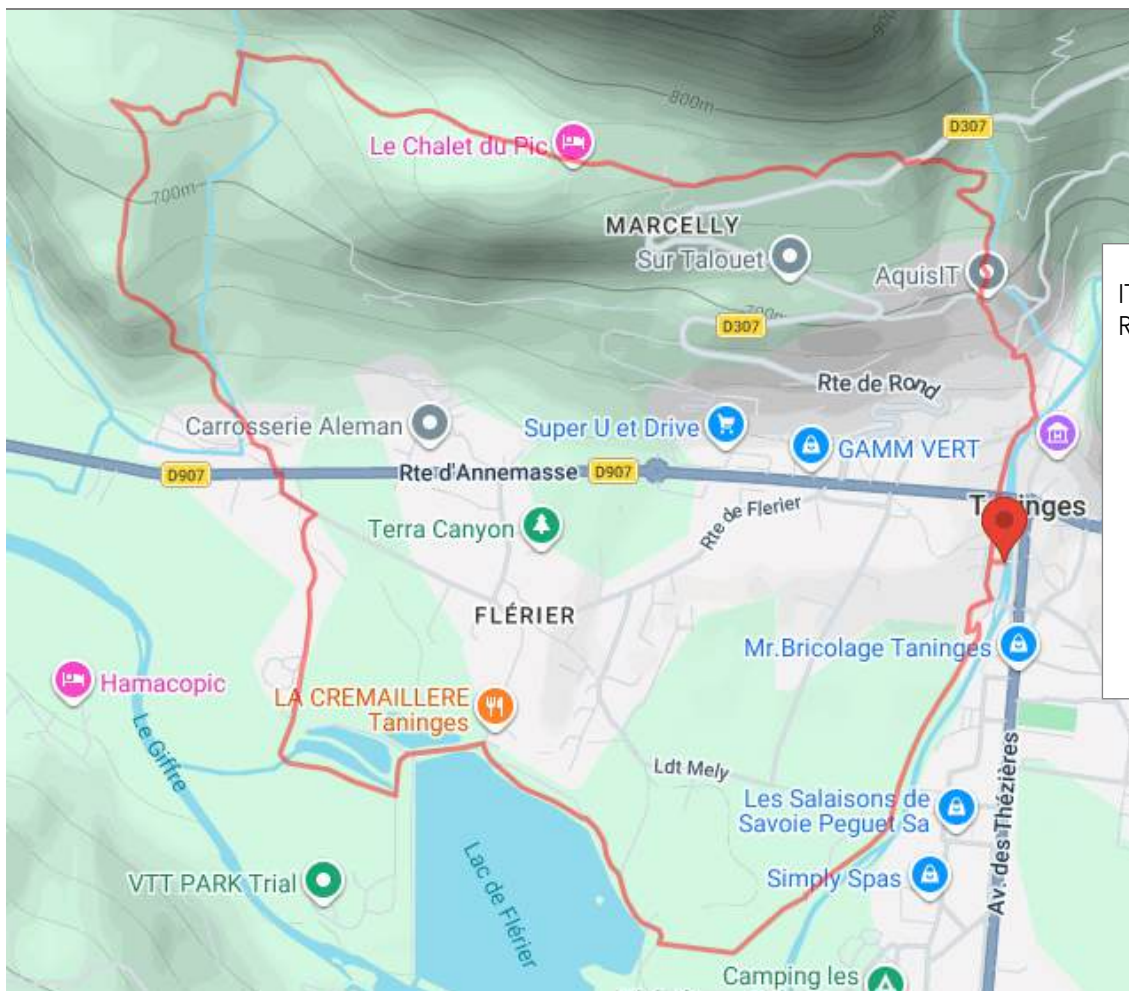 900
800m
D307
Le Chalet du Pic
700m
MARCELLY
Sur Talouet
AquisIT
700m
D307
IT
R
Rte de Rond
Carrosserie Aleman
Super U et Drive
GAMM VERT
D907
Rte d'Annemasse
D907
Terra Canyon
Rte de Flerier
FLÉRIER
Mr.Bricolage Taninges
Hamacopic
LA CREMAILLERE
Taninges
Le Giffre
Ldt Mely
Les Salaisons de
Savoie Peguet Sa
Av. des Thézières
VTT PARK Trial
Lac de Flérier
Simply Spas
Camping les